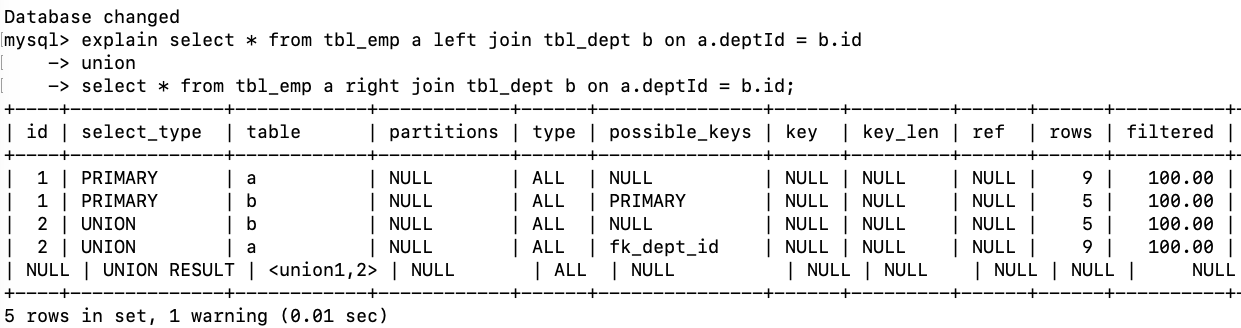 Database changed
mysql> explain select * from tbl_emp a left join tbl_dept b on a.deptId = b.id
    -> union
    -> select * from tbl_emp a right join tbl_dept b on a.deptId = b.id;
+----+--------------+------------+------------+------+---------------+------+---------+------+------+----------+-
| id | select_type | table | partitions | type | possible_keys | key | key_len | ref | rows | filtered |
+----+--------------+------------+------------+------+---------------+------+---------+------+------+----------+-
| 1 | PRIMARY | a | NULL | ALL | NULL | NULL | NULL | NULL | 9 | 100.00 |
| 1 | PRIMARY | b | NULL | ALL | PRIMARY | NULL | NULL | NULL | 5 | 100.00 |
| 2 | UNION | b | NULL | ALL | NULL | NULL | NULL | NULL | 5 | 100.00 |
| 2 | UNION | a | NULL | ALL | fk_dept_id | NULL | NULL | NULL | 9 | 100.00 |
| NULL | UNION RESULT | <union1,2> | NULL | ALL | NULL | NULL | NULL | NULL | NULL | NULL
+----+--------------+------------+------------+------+---------------+------+---------+------+------+----------+-
5 rows in set, 1 warning (0.01 sec)